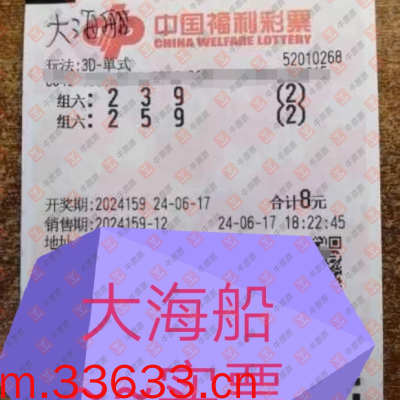 大海船
中国福利彩票
CHINA WELFARE LOTTERY
玩法:3D-单式
52010268
组六: 2 3 9 (2)
组六: 2 5 9 (2)
开奖期:2024159 24-06-17 合计8元
销售期:2024159-12 24-06-17 18:22:45
地址
大海船
m.33633.cn